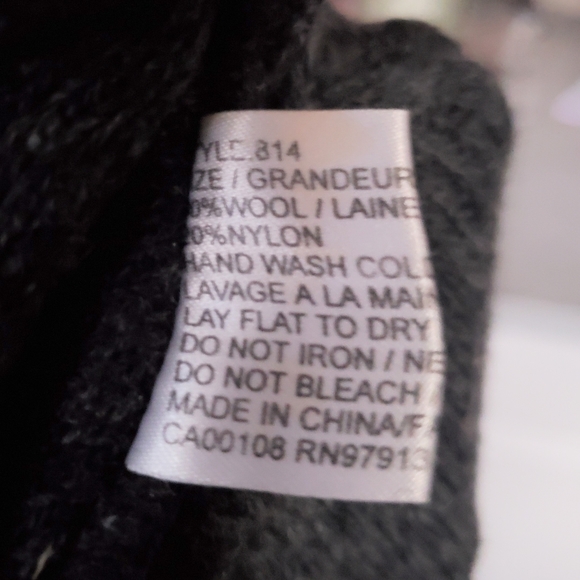 YLE.814
ZE / GRANDEUR
0%WOOL / LAINE
0%NYLON
HAND WASH COL
LAVAGE A LA MAI
LAY FLAT TO DRY
DO NOT IRON / NE
DO NOT BLEACH
MADE IN CHINA/F
CA00108 RN97913